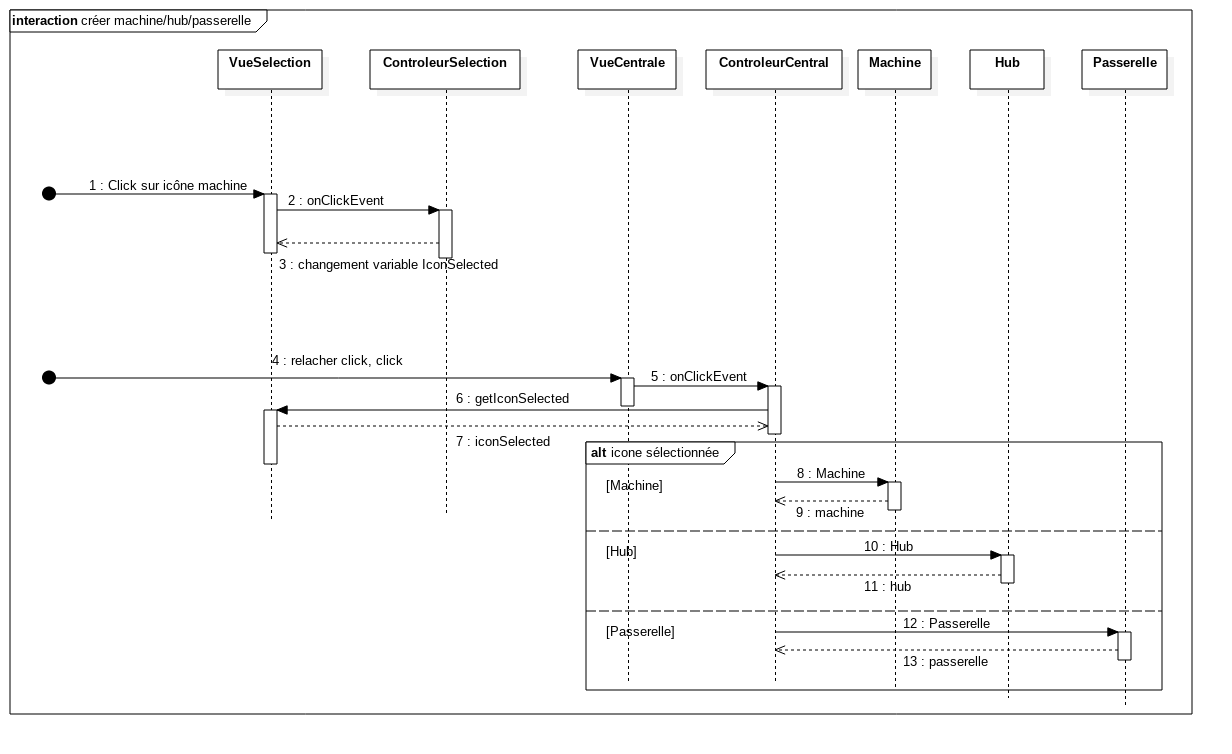 interaction créer machine/hub/passerelle
VueSelection
ControleurSelection
VueCentrale
ControleurCentral
Machine
Hub
Passerelle
1 : Click sur icône machine
2 : onClickEvent
3 : changement variable IconSelected
4 : relacher click, click
5 : onClickEvent
6 : getIconSelected
7 : iconSelected
alt icone sélectionnée
[Machine]
8 : Machine
9 : machine
[Hub]
10 : Hub
11 : hub
[Passerelle]
12 : Passerelle
13 : passerelle